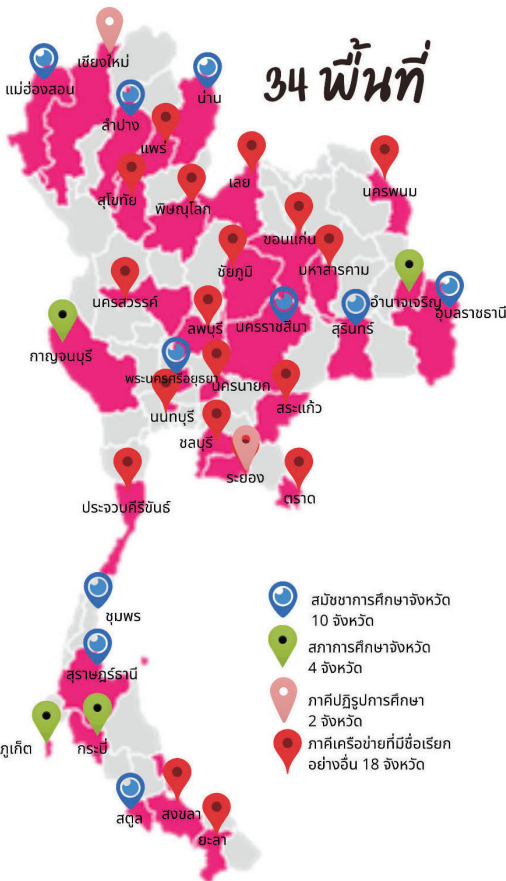 34 พื้นที่
เชียงใหม่
แม่ฮ่องสอน
น่าน
ลำปาง
แพร่
เลย
นครพนม
สุโขทัย
พิษณุโลก
ขอนแก่น
ชัยภูมิ
มหาสารคาม
นครสวรรค์
อำนาจเจริญ
อุบลราชธานี
ลพบุรี
นครราชสีมา
สุรินทร์
กาญจนบุรี
พระนครศรีอยุธยา
นครนายก
นนทบุรี
สระแก้ว
ชลบุรี
ระยอง
ตราด
ประจวบคีรีขันธ์
ชุมพร
สุราษฎร์ธานี
ภูเก็ต
กระบี่
สตูล
สงขลา
ยะลา
สมัชชาการศึกษาจังหวัด
10 จังหวัด
สภาการศึกษาจังหวัด
4 จังหวัด
ภาคีปฏิรูปการศึกษา
2 จังหวัด
ภาคีเครือข่ายที่มีชื่อเรียก
อย่างอื่น 18 จังหวัด